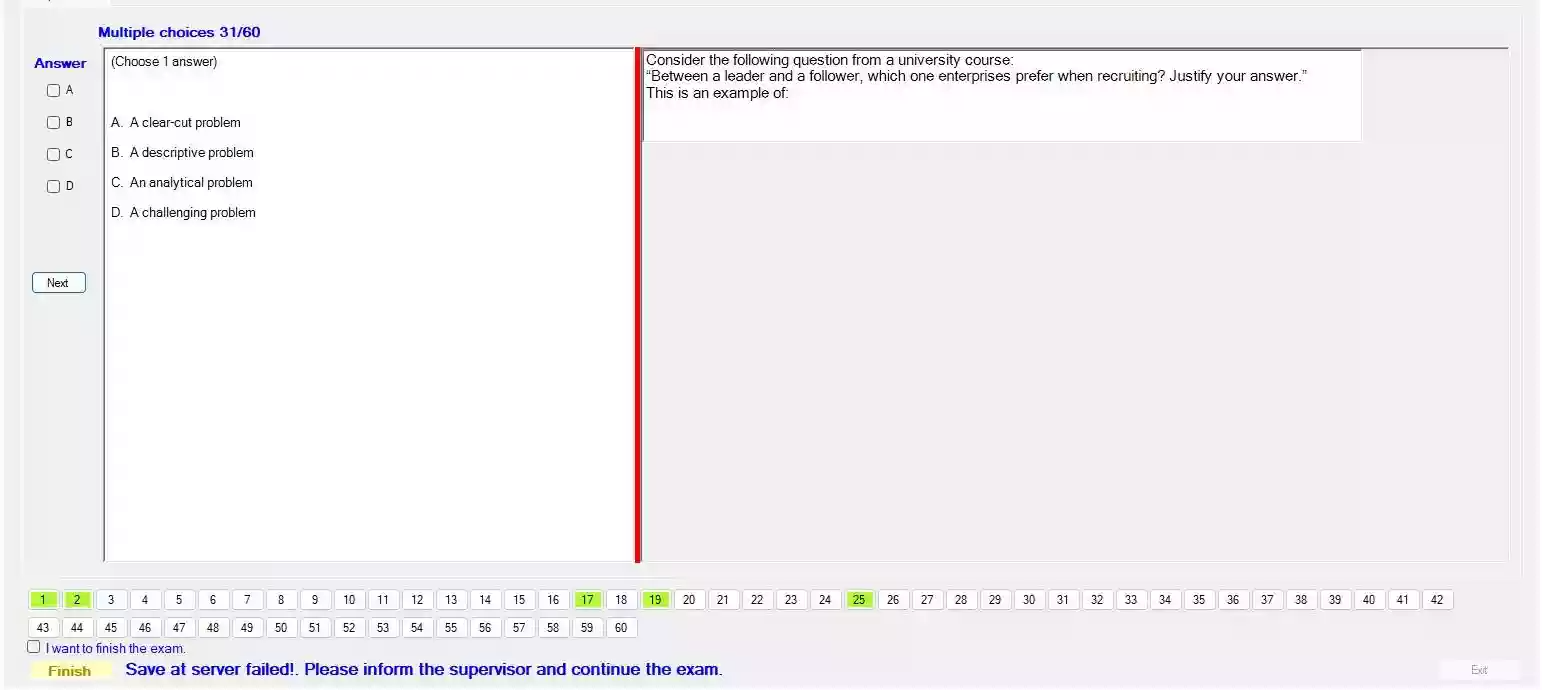 Multiple choices 31/60
Answer
A
B
C
D
Next
(Choose 1 answer)
A. A clear-cut problem
B. A descriptive problem
C. An analytical problem
D. A challenging problem
Consider the following question from a university course:
“Between a leader and a follower, which one enterprises prefer when recruiting? Justify your answer.”
This is an example of:
1 2 3 4 5 6 7 8 9 10 11 12 13 14 15 16 17 18 19 20 21 22 23 24 25 26 27 28 29 30 31 32 33 34 35 36 37 38 39 40 41 42
43 44 45 46 47 48 49 50 51 52 53 54 55 56 57 58 59 60
I want to finish the exam.
Finish Save at server failed!. Please inform the supervisor and continue the exam. Exit